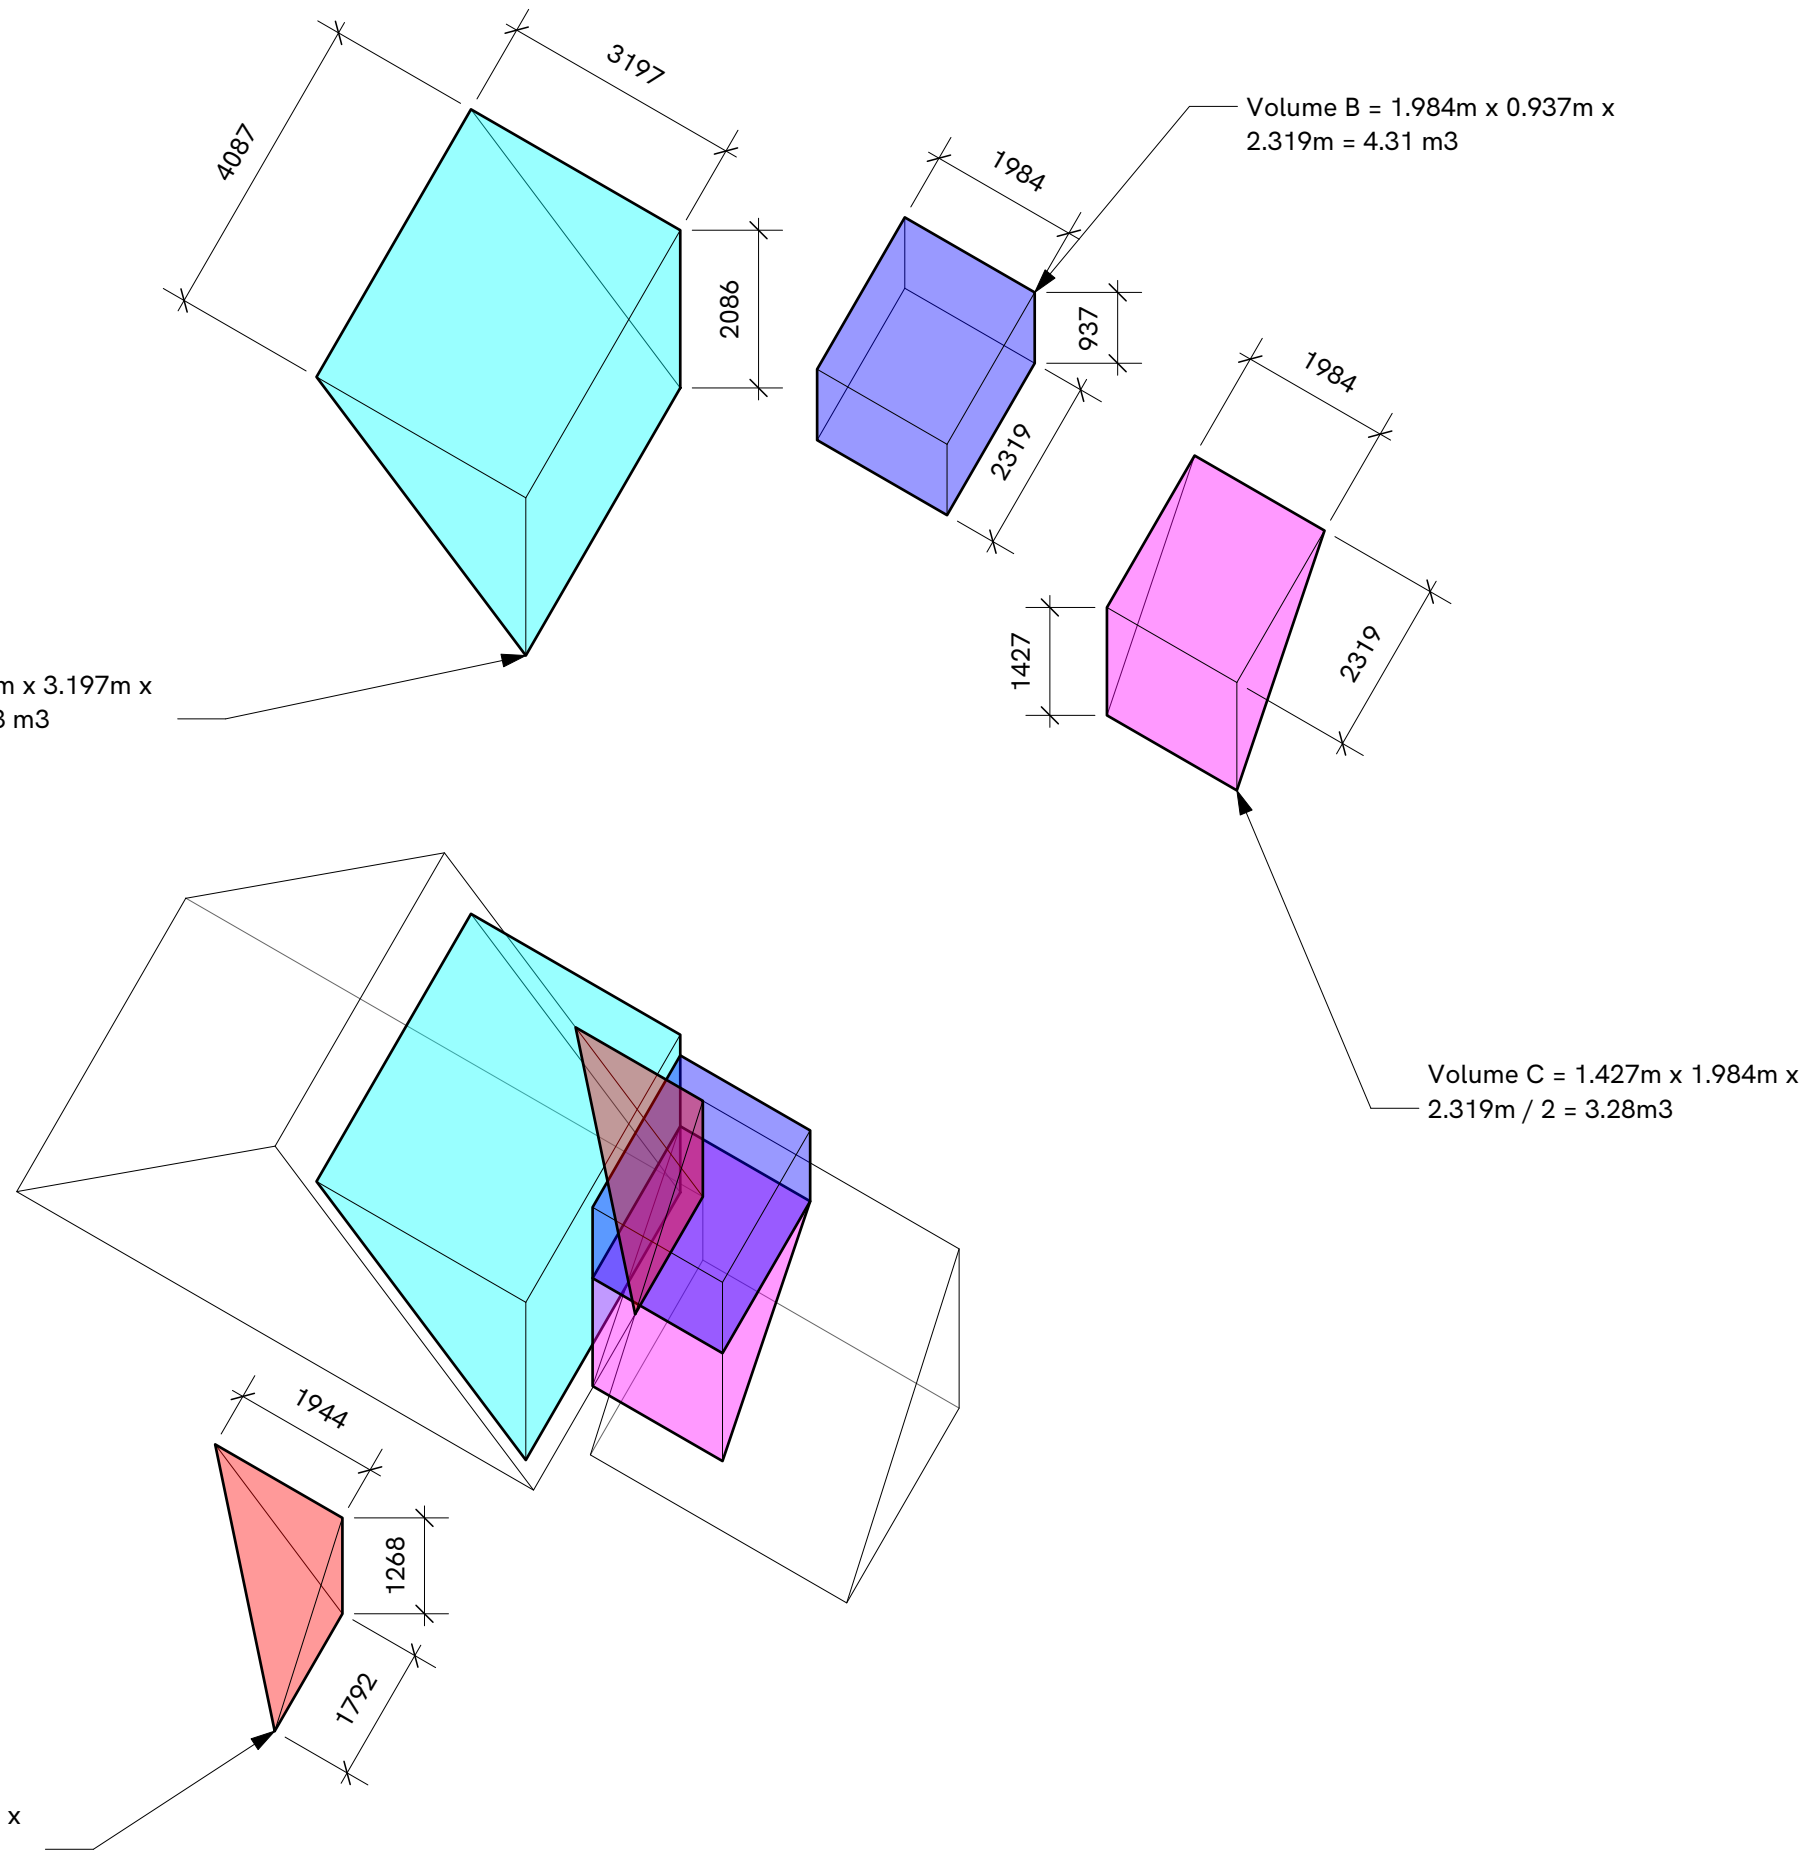 3197
4087
Volume B = 1.984m x 0.937m x
2.319m = 4.31 m3
1984
2086
937
2319
1984
1427
2319
m x 3.197m x
3 m3
Volume C = 1.427m x 1.984m x
2.319m / 2 = 3.28m3
1944
1268
1792
x